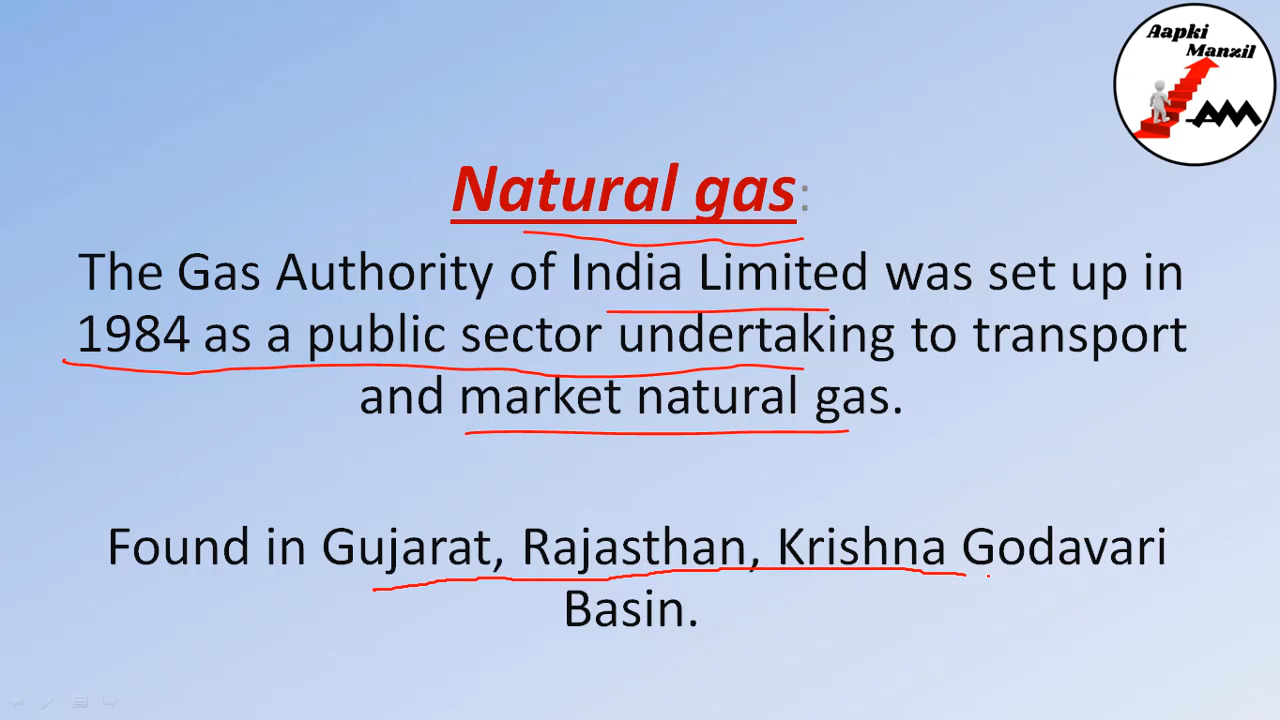 Aapki
Manzil
AM
Natural gas:
The Gas Authority of India Limited was set up in
1984 as a public sector undertaking to transport
and market natural gas.
Found in Gujarat, Rajasthan, Krishna Godavari
Basin.